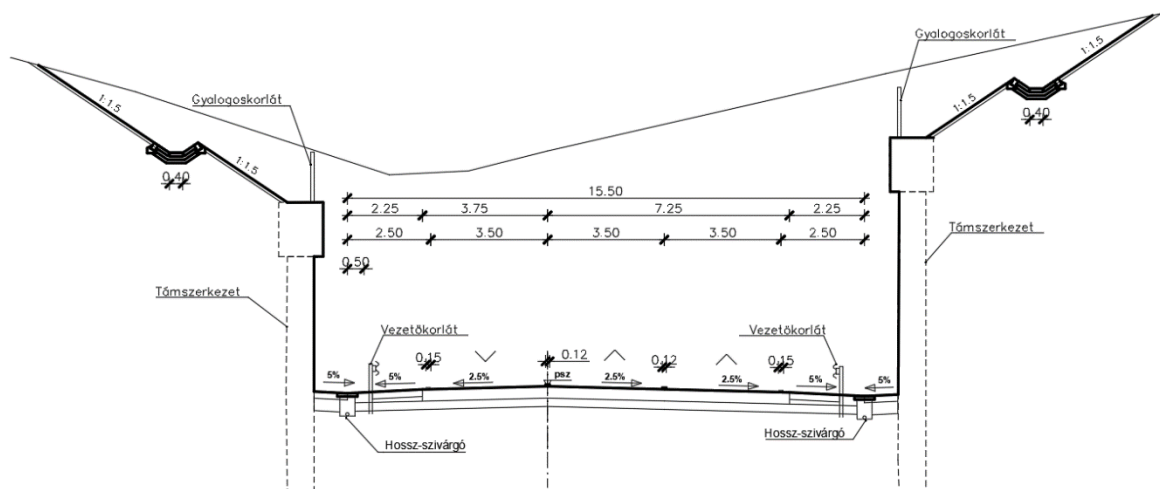 Gyalogoskorlát
1:1.5
1:1.5
Gyalogoskorlát
1:1.5
1:1.5
0.40
0.40
15.50
2.25 3.75 7.25 2.25
2.50 3.50 3.50 3.50 2.50
0.50
Támszerkezet
Támszerkezet
Vezetőkorlát
Vezetőkorlát
0.15 0.12 0.12 0.15
5% 5% 2.5% psz 2.5% 2.5% 5% 5%
Hossz-szivárgó
Hossz-szivárgó